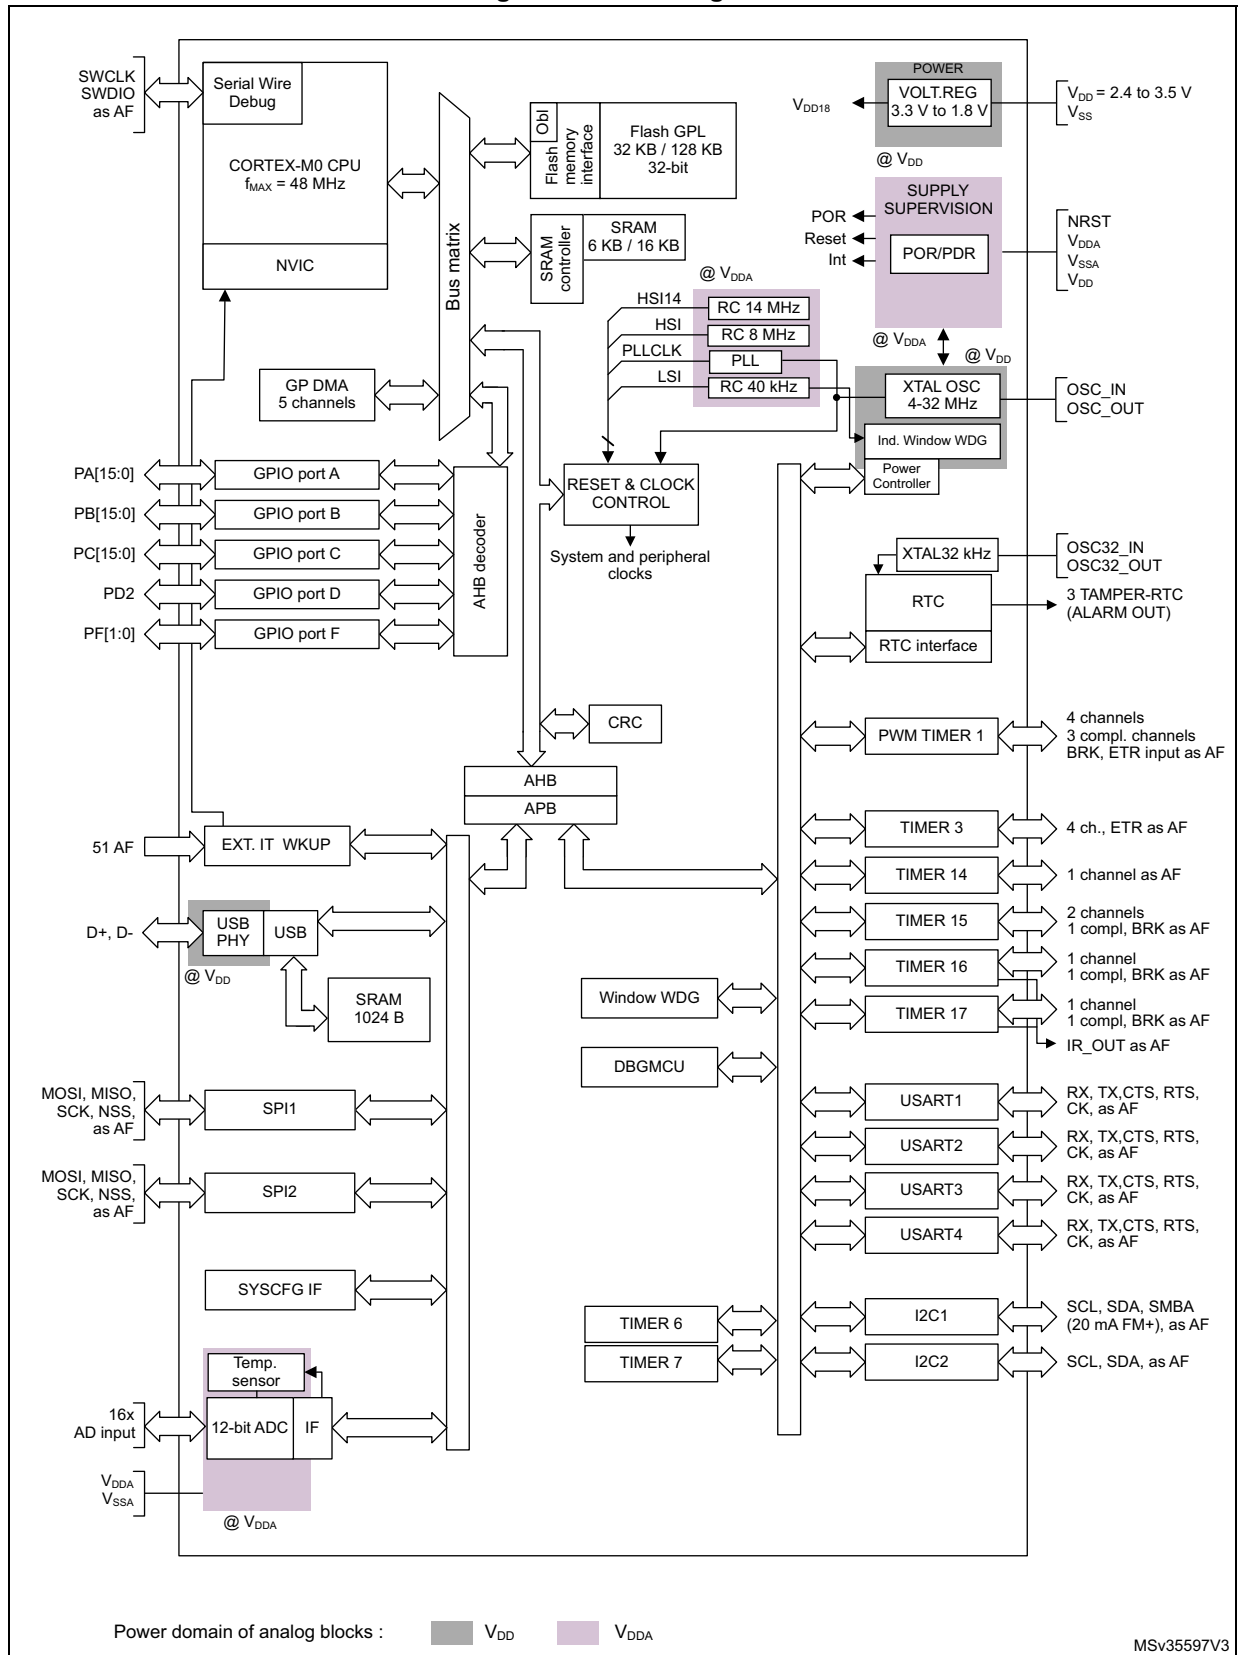 SWCLK
SWDIO
as AF
Serial Wire
Debug
CORTEX-M0 CPU
fMAX = 48 MHz
NVIC
Bus matrix
Obl
Flash
memory
interface
Flash GPL
32 KB / 128 KB
32-bit
SRAM
controller
SRAM
6 KB / 16 KB
POWER
VOLT.REG
3.3 V to 1.8 V
VDD18
VDD = 2.4 to 3.5 V
VSS
@ VDD
SUPPLY
SUPERVISION
POR
Reset
Int
POR/PDR
NRST
VDDA
VSSA
VDD
@ VDDA
@ VDDA
HSI14
RC 14 MHz
HSI
RC 8 MHz
PLLCLK
PLL
LSI
RC 40 kHz
@ VDD
XTAL OSC
4-32 MHz
OSC_IN
OSC_OUT
Ind. Window WDG
Power
Controller
GP DMA
5 channels
PA[15:0]
GPIO port A
PB[15:0]
GPIO port B
PC[15:0]
GPIO port C
PD2
GPIO port D
PF[1:0]
GPIO port F
AHB decoder
RESET & CLOCK
CONTROL
System and peripheral
clocks
XTAL32 kHz
OSC32_IN
OSC32_OUT
RTC
3 TAMPER-RTC
(ALARM OUT)
RTC interface
CRC
AHB
APB
PWM TIMER 1
4 channels
3 compl. channels
BRK, ETR input as AF
51 AF
EXT. IT WKUP
TIMER 3
4 ch., ETR as AF
TIMER 14
1 channel as AF
D+, D-
USB
PHY
USB
@ VDD
SRAM
1024 B
TIMER 15
2 channels
1 compl, BRK as AF
TIMER 16
1 channel
1 compl, BRK as AF
Window WDG
TIMER 17
1 channel
1 compl, BRK as AF
IR_OUT as AF
DBGMCU
MOSI, MISO,
SCK, NSS,
as AF
SPI1
USART1
RX, TX,CTS, RTS,
CK, as AF
USART2
RX, TX,CTS, RTS,
CK, as AF
MOSI, MISO,
SCK, NSS,
as AF
SPI2
USART3
RX, TX,CTS, RTS,
CK, as AF
USART4
RX, TX,CTS, RTS,
CK, as AF
SYSCFG IF
TIMER 6
I2C1
SCL, SDA, SMBA
(20 mA FM+), as AF
TIMER 7
I2C2
SCL, SDA, as AF
Temp.
sensor
16x
AD input
12-bit ADC
IF
VDDA
VSSA
@ VDDA
Power domain of analog blocks :
VDD
VDDA
MSv35597V3